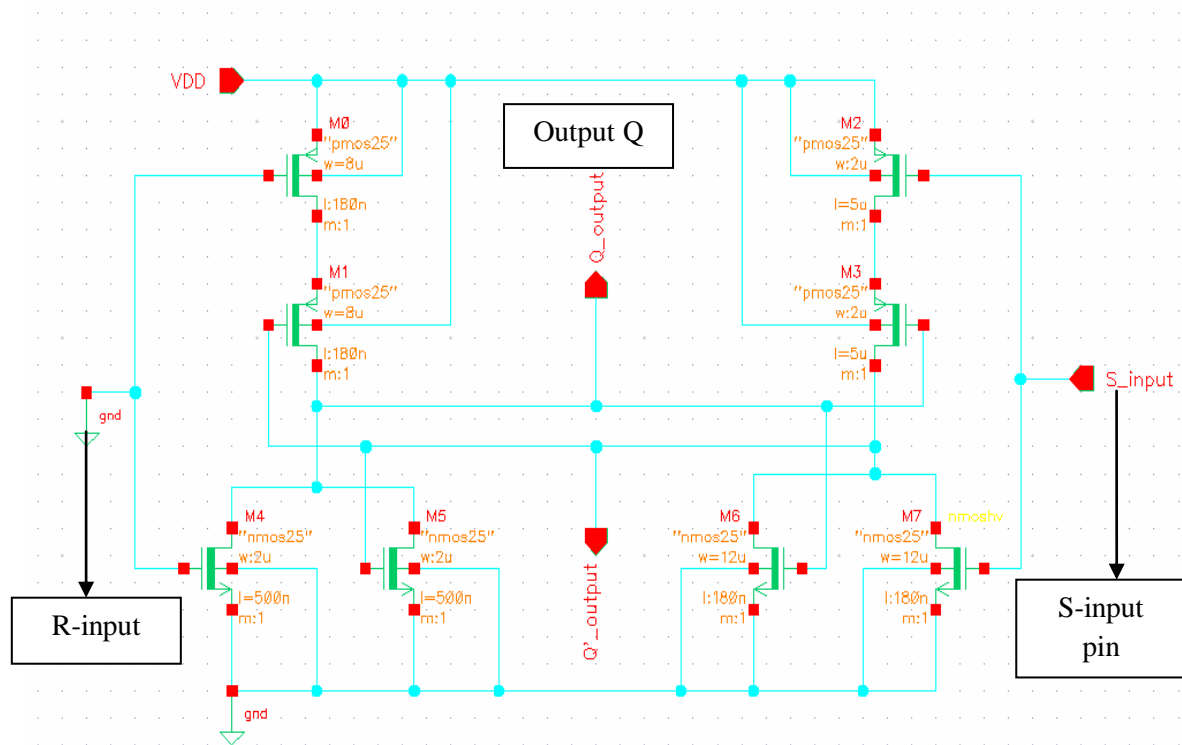 VDD
M0
"pmos25"
w=8u
l:180n
m:1
Output Q
M2
"pmos25"
w:2u
l=5u
m:1
Q_output
M1
"pmos25"
w=8u
l:180n
m:1
M3
"pmos25"
w:2u
l=5u
m:1
gnd
S_input
M4
"nmos25"
w:2u
l=500n
m:1
M5
"nmos25"
w:2u
l=500n
m:1
Q'_output
M6
"nmos25"
w=12u
l:180n
m:1
M7
nmoshv
"nmos25"
w=12u
l:180n
m:1
R-input
S-input
pin
gnd